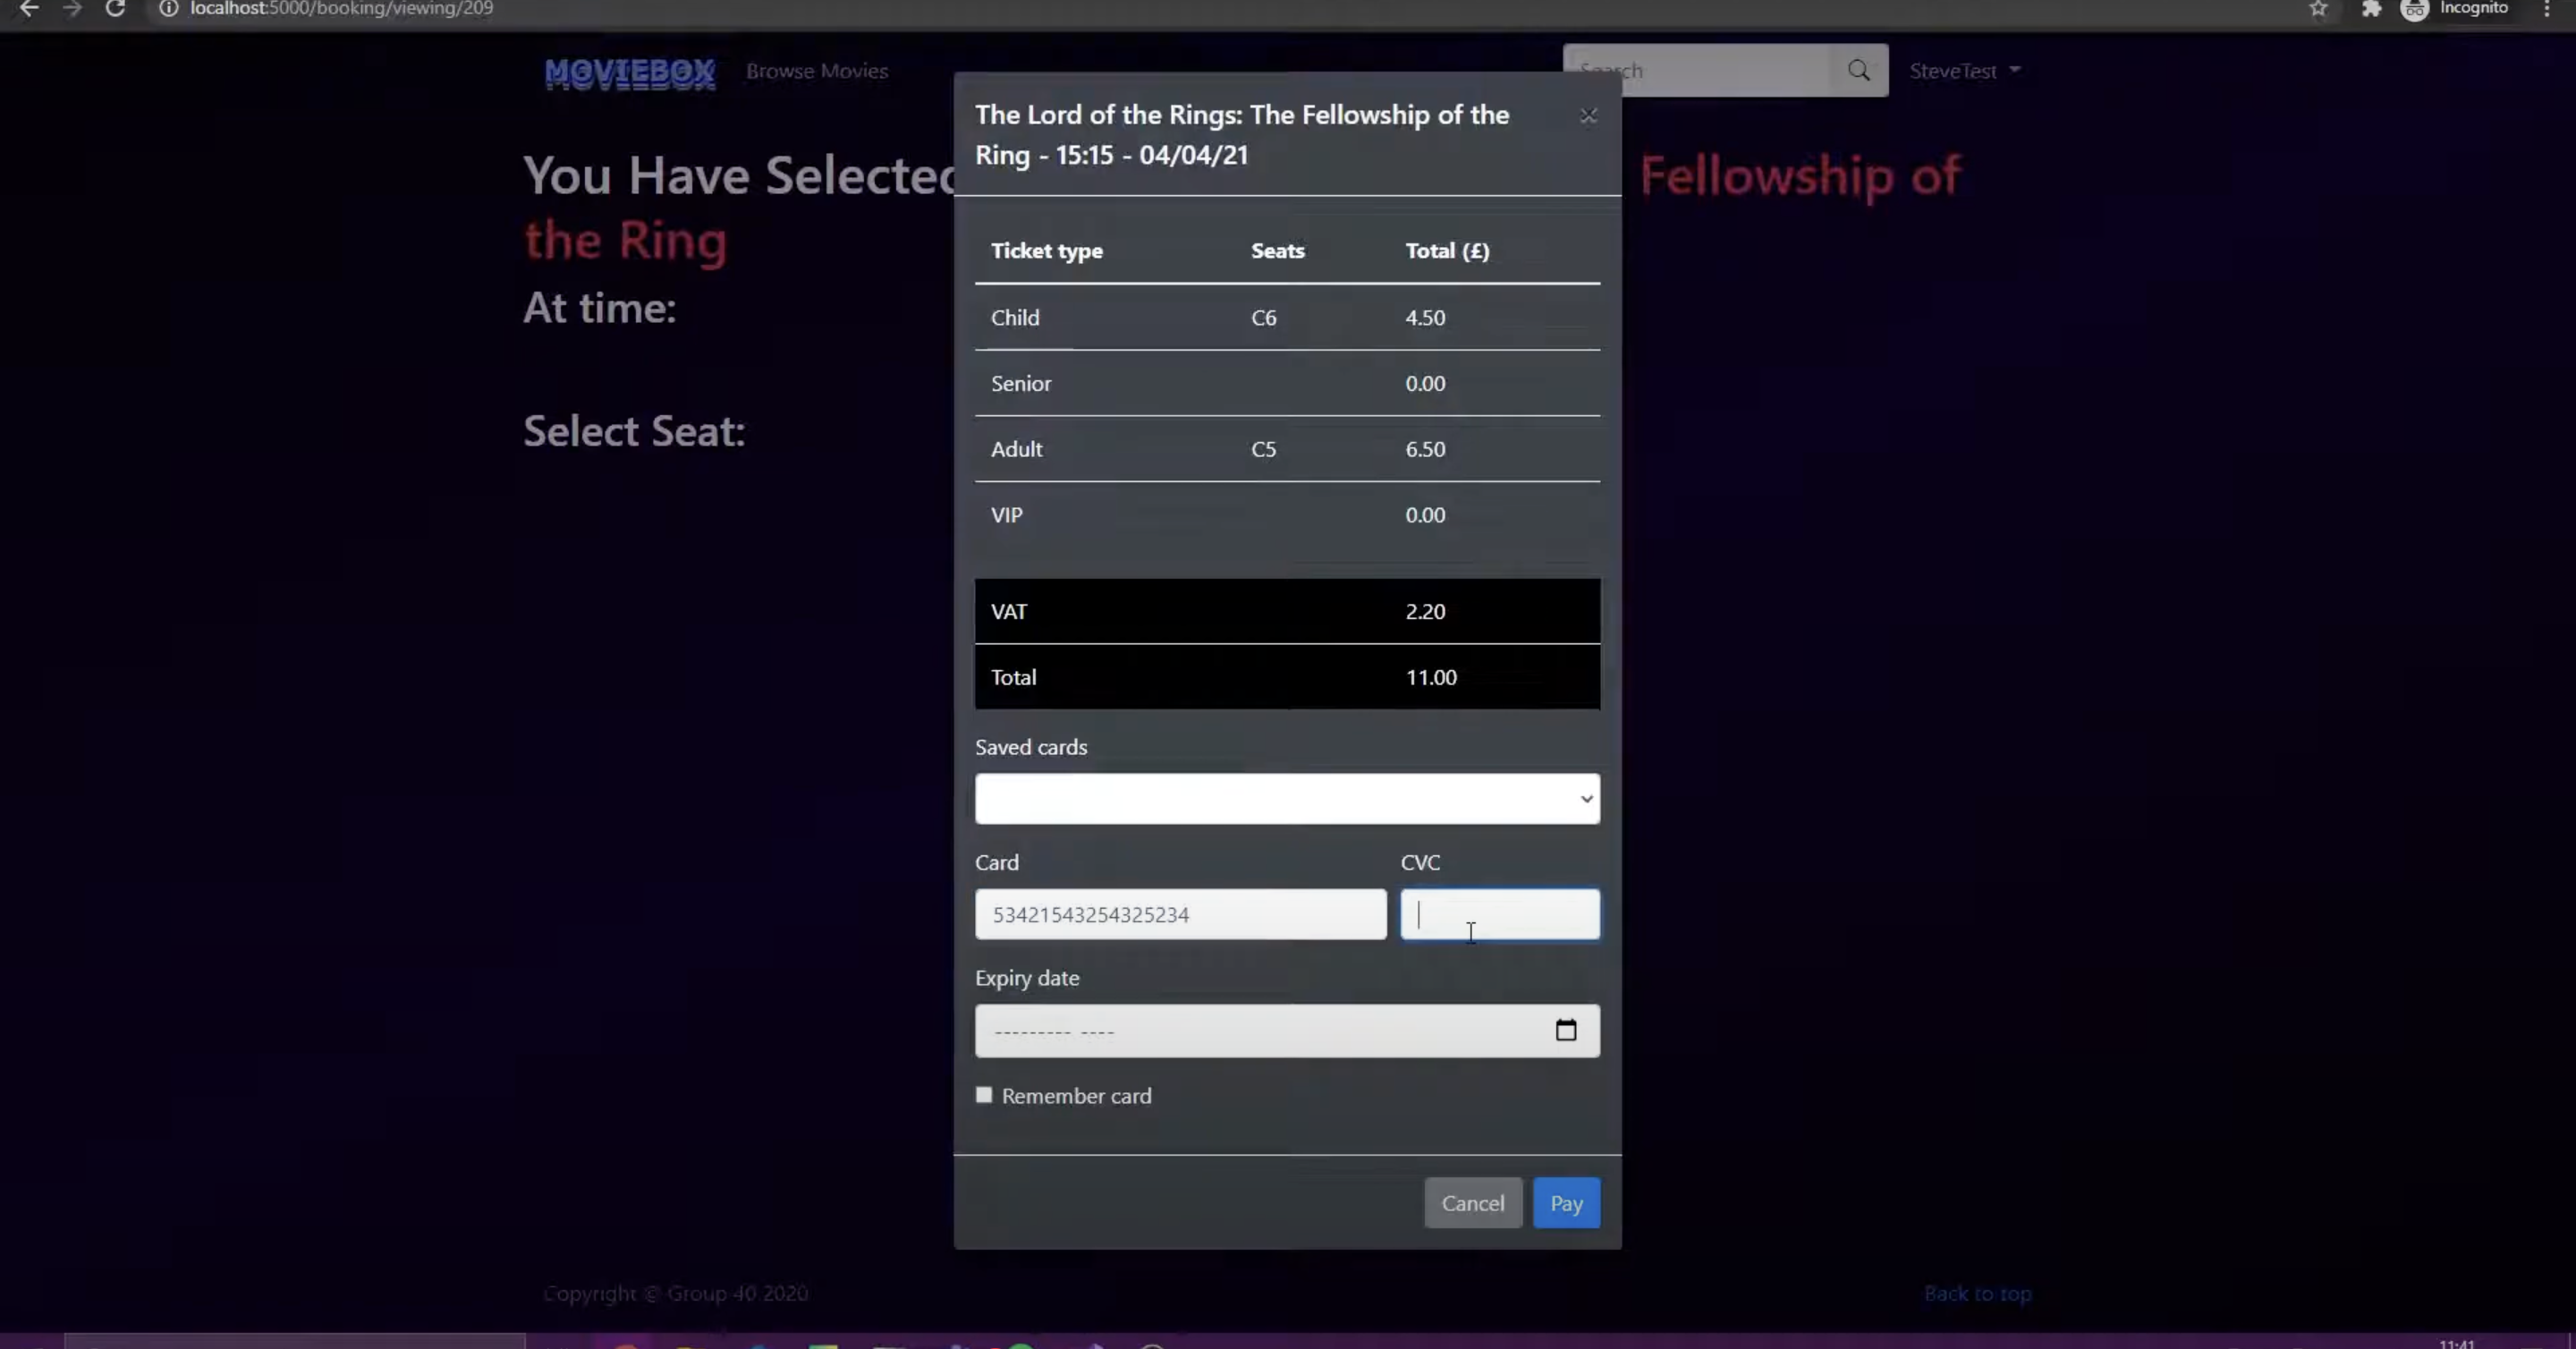 localhost:5000/booking/viewing/209
Incognito
MOVIEBOX
Browse Movies
Search
SteveTest
The Lord of the Rings: The Fellowship of the
Ring - 15:15 - 04/04/21
×
You Have Selected
Fellowship of
the Ring
At time:
Select Seat:
Ticket type Seats Total (£)
Child C6 4.50
Senior 0.00
Adult C5 6.50
VIP 0.00
VAT 2.20
Total 11.00
Saved cards
Card CVC
53421543254325234
Expiry date
--------- ----
Remember card
Cancel Pay
Copyright © Group 40 2020
Back to top
11:41